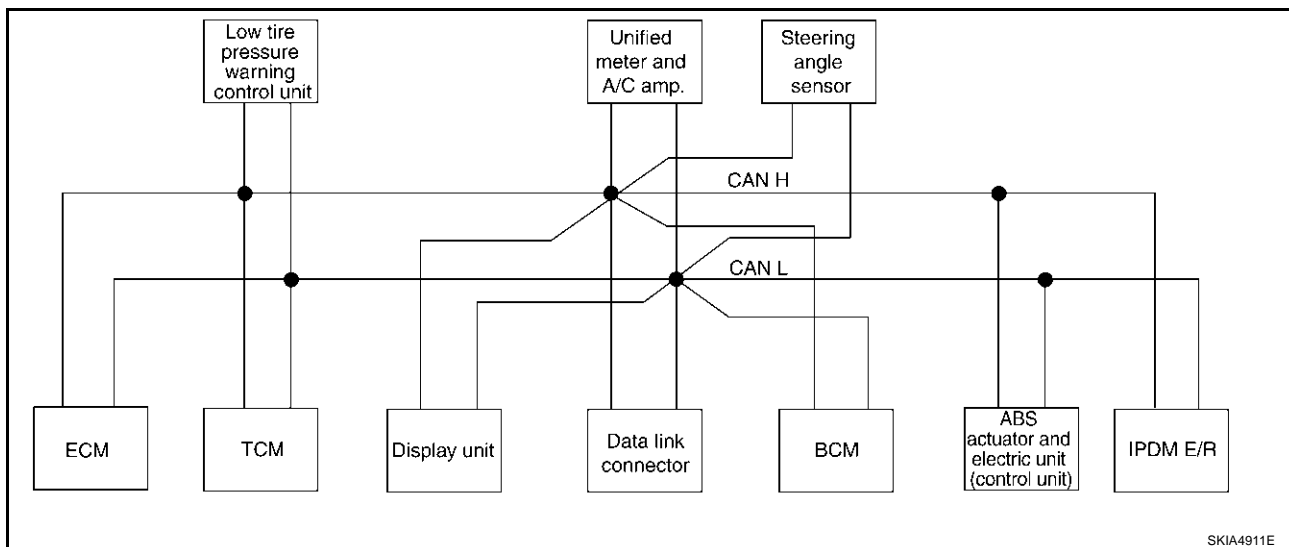 Low tire
pressure
warning
control unit
Unified
meter and
A/C amp.
Steering
angle
sensor
CAN H
CAN L
ECM
TCM
Display unit
Data link
connector
BCM
ABS
actuator and
electric unit
(control unit)
IPDM E/R
SKIA4911E